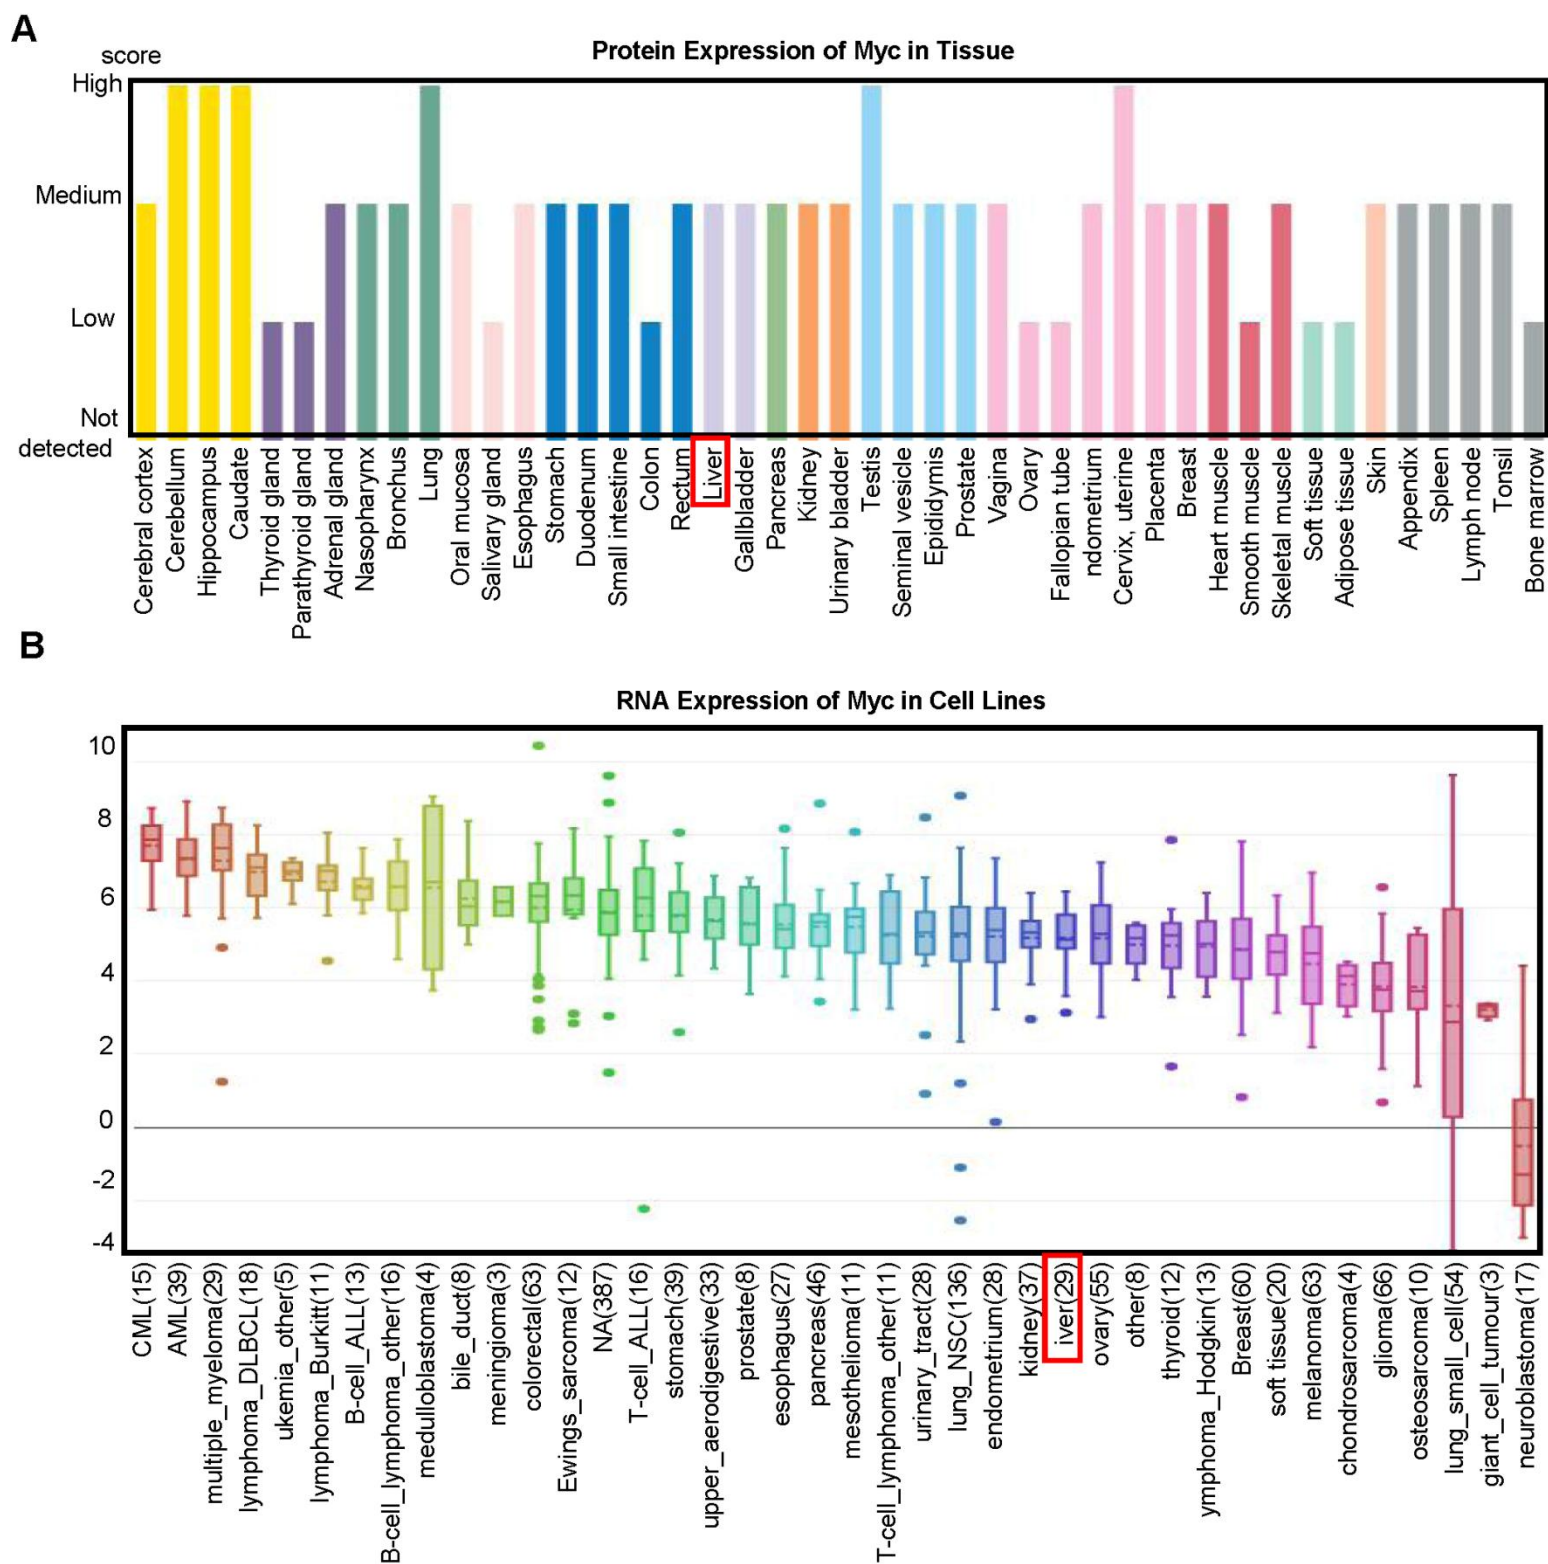 A
Protein Expression of Myc in Tissue
score
High
Medium
Low
Not
detected
Cerebral cortex
Cerebellum
Hippocampus
Caudate
Thyroid gland
Parathyroid gland
Adrenal gland
Nasopharynx
Bronchus
Lung
Oral mucosa
Salivary gland
Esophagus
Stomach
Duodenum
Small intestine
Colon
Rectum
Liver
Gallbladder
Pancreas
Kidney
Urinary bladder
Testis
Seminal vesicle
Epididymis
Prostate
Vagina
Ovary
Fallopian tube
ndometrium
Cervix, uterine
Placenta
Breast
Heart muscle
Smooth muscle
Skeletal muscle
Soft tissue
Adipose tissue
Skin
Appendix
Spleen
Lymph node
Tonsil
Bone marrow
B
RNA Expression of Myc in Cell Lines
10
8
6
4
2
0
-2
-4
CML(15)
AML(39)
multiple_myeloma(29)
lymphoma_DLBCL(18)
ukemia_other(5)
lymphoma_Burkitt(11)
B-cell_ALL(13)
B-cell_lymphoma_other(16)
medulloblastoma(4)
bile_duct(8)
meningioma(3)
colorectal(63)
Ewings_sarcoma(12)
NA(387)
T-cell_ALL(16)
stomach(39)
upper_aerodigestive(33)
prostate(8)
esophagus(27)
pancreas(46)
mesothelioma(11)
T-cell_lymphoma_other(11)
urinary_tract(28)
lung_NSC(136)
endometrium(28)
kidney(37)
iver(29)
ovary(55)
other(8)
thyroid(12)
ymphoma_Hodgkin(13)
Breast(60)
soft tissue(20)
melanoma(63)
chondrosarcoma(4)
glioma(66)
osteosarcoma(10)
lung_small_cell(54)
giant_cell_tumour(3)
neuroblastoma(17)